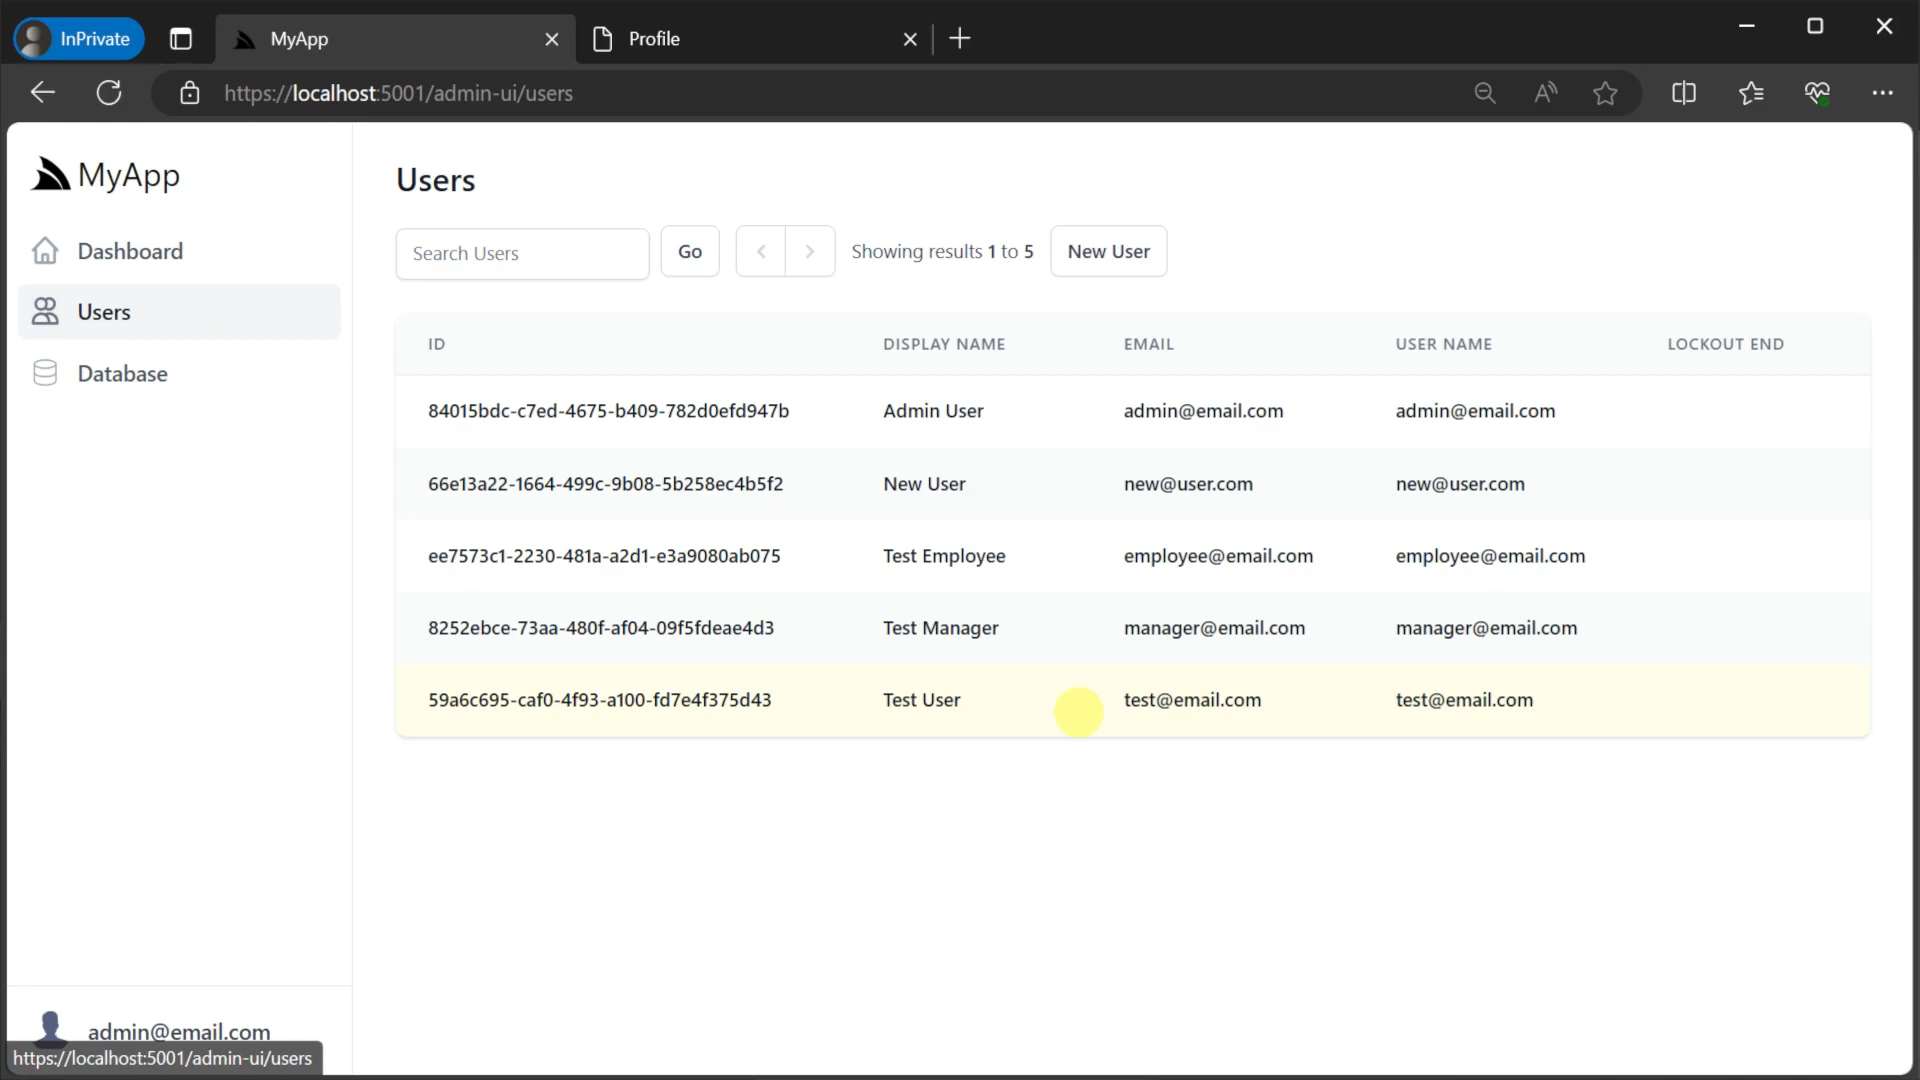 InPrivate MyApp Profile
https://localhost:5001/admin-ui/users
MyApp
Dashboard
Users
Database
Users
Search Users Go Showing results 1 to 5 New User
ID DISPLAY NAME EMAIL USER NAME LOCKOUT END
84015bdc-c7ed-4675-b409-782d0efd947b Admin User admin@email.com admin@email.com
66e13a22-1664-499c-9b08-5b258ec4b5f2 New User new@user.com new@user.com
ee7573c1-2230-481a-a2d1-e3a9080ab075 Test Employee employee@email.com employee@email.com
8252ebce-73aa-480f-af04-09f5fdeae4d3 Test Manager manager@email.com manager@email.com
59a6c695-caf0-4f93-a100-fd7e4f375d43 Test User test@email.com test@email.com
admin@email.com
https://localhost:5001/admin-ui/users